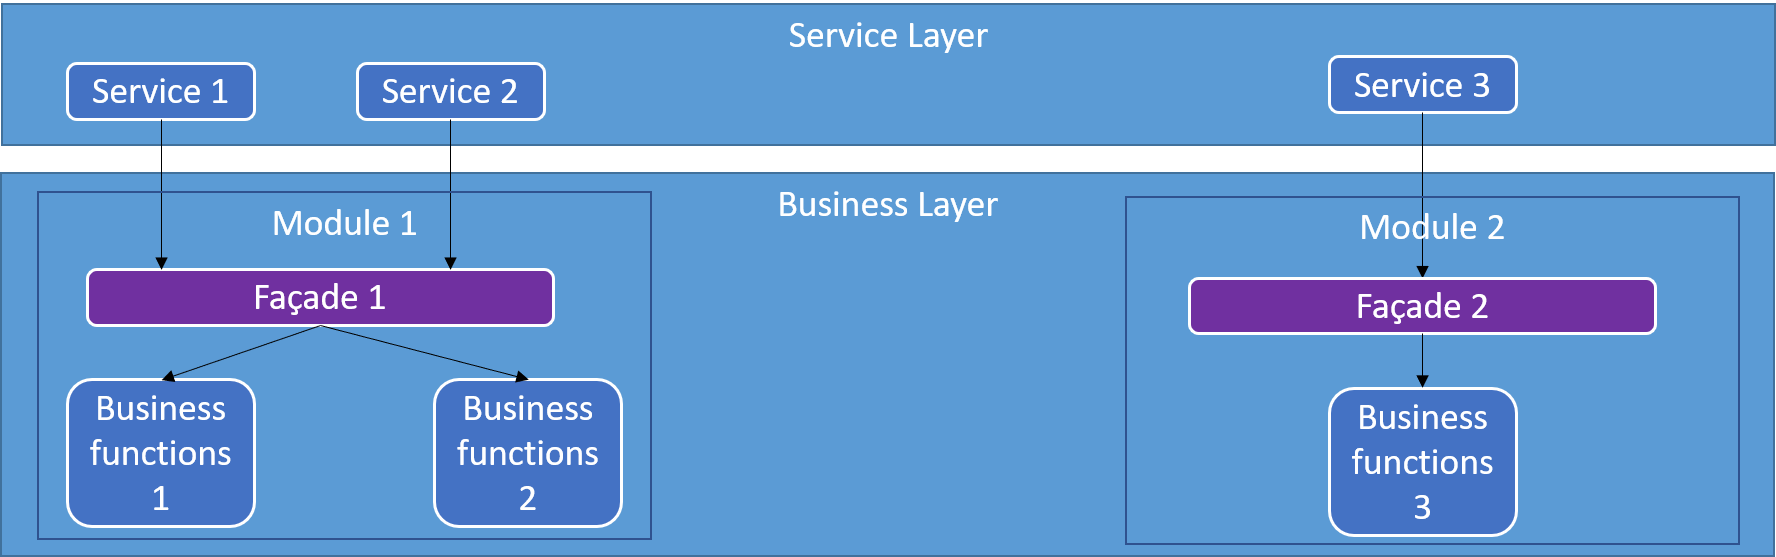 Service Layer
Service 1
Service 2
Service 3
Business Layer
Module 1
Façade 1
Business
functions
1
Business
functions
2
Module 2
Façade 2
Business
functions
3